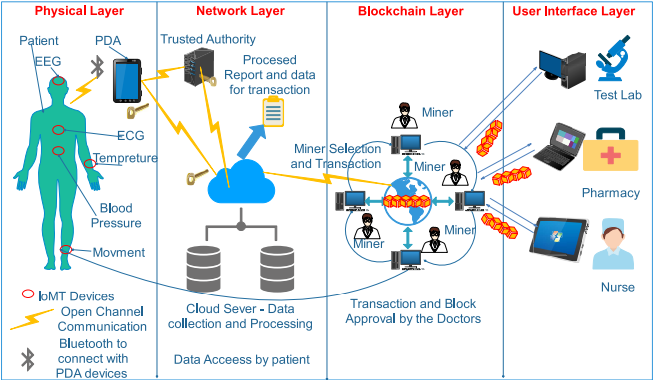 Physical Layer
Network Layer
Blockchain Layer
User Interface Layer
Patient
PDA
EEG
ECG
Tempreture
Blood
Pressure
Movment
IoMT Devices
Open Channel
Communication
Bluetooth to
connect with
PDA devices
Trusted Authority
Procesed
Report and data
for transaction
Cloud Sever - Data
collection and Processing
Data Acceess by patient
Miner
Miner Selection
and Transaction
Miner
Miner
Miner
Transaction and Block
Approval by the Doctors
Test Lab
Pharmacy
Nurse